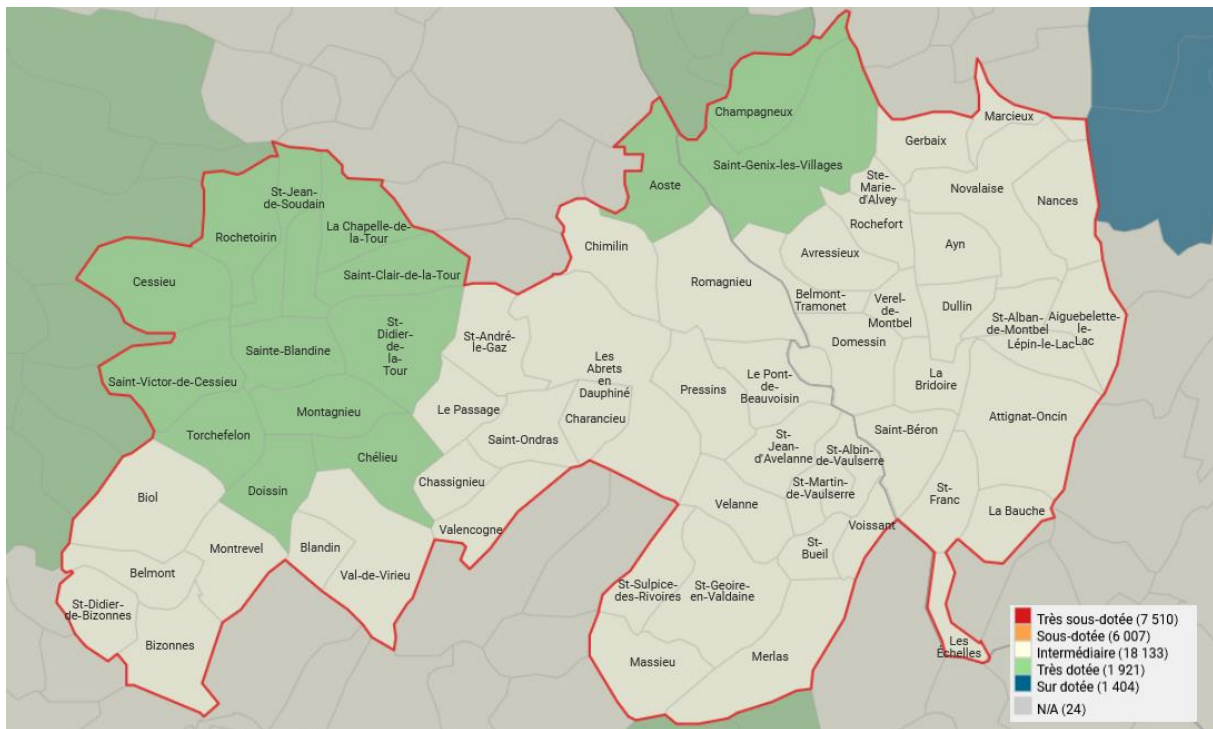 Champagneux
Marcieux
Gerbaix
Saint-Genix-les-Villages
Aoste
Ste-
Marie-
d'Alvey
Novalaise
Nances
St-Jean-
de-Soudain
La Chapelle-de-
la-Tour
Rochetoirin
Rochefort
Chimilin
Ayn
Avressieux
Cessieu
Saint-Clair-de-la-Tour
Romagnieu
Belmont-
Tramonet
Verel-
de-
Montbel
Dullin
St-Alban-
de-Montbel
Aiguebelette-
le-
Lac
St-
Didier-
de-
la-
Tour
St-André-
le-Gaz
Sainte-Blandine
Domessin
Lépin-le-Lac
Les
Abrets
en
Dauphiné
Saint-Victor-de-Cessieu
Pressins
Le Pont-
de-
Beauvoisin
La
Bridoire
Montagnieu
Le Passage
Charancieu
Attignat-Oncin
Torchefelon
Saint-Ondras
St-
Jean-
d'Avelanne
St-Albin-
de-Vaulserre
Saint-Béron
Chélieu
Chassignieu
St-Martin-
de-Vaulserre
Doissin
Biol
Velanne
St-
Franc
La Bauche
Valencogne
Voissant
Montrevel
Blandin
St-
Bueil
Belmont
Val-de-Virieu
St-Sulpice-
des-Rivoires
St-Geoire-
en-Valdaine
St-Didier-
de-Bizonnes
Bizonnes
Massieu
Merlas
Les
Échelles
Très sous-dotée (7 510)
Sous-dotée (6 007)
Intermédiaire (18 133)
Très dotée (1 921)
Sur dotée (1 404)
N/A (24)